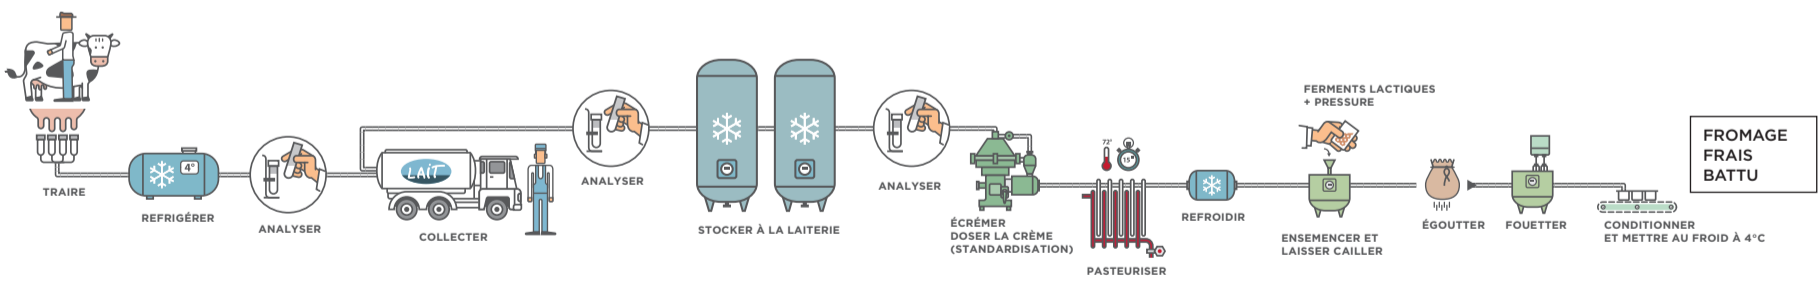 TRAIRE
4°
REFRIGÉRER
ANALYSER
LAIT
COLLECTER
ANALYSER
STOCKER À LA LAITERIE
ANALYSER
ÉCRÉMER
DOSER LA CRÈME
(STANDARDISATION)
72°
15"
PASTEURISER
REFROIDIR
FERMENTS LACTIQUES
+ PRESSURE
ENSEMENCER ET
LAISSER CAILLER
ÉGOUTTER
FOUETTER
CONDITIONNER
ET METTRE AU FROID À 4°C
FROMAGE
FRAIS
BATTU